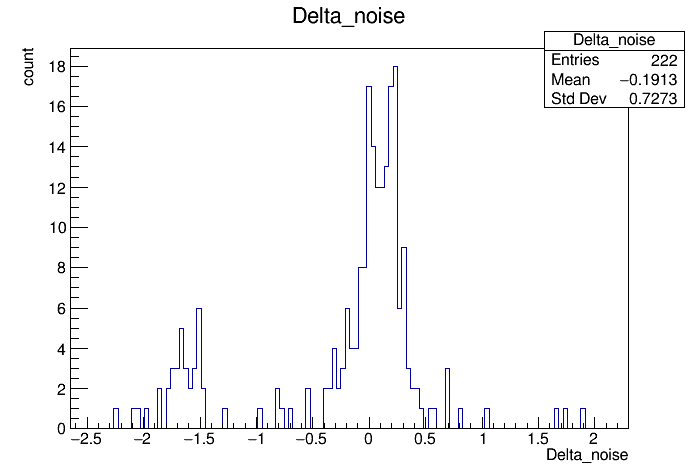 Delta_noise
Delta_noise
Entries 222
Mean −0.1913
Std Dev 0.7273
count
18
16
14
12
10
8
6
4
2
0
−2.5 −2 −1.5 −1 −0.5 0 0.5 1 1.5 2
Delta_noise